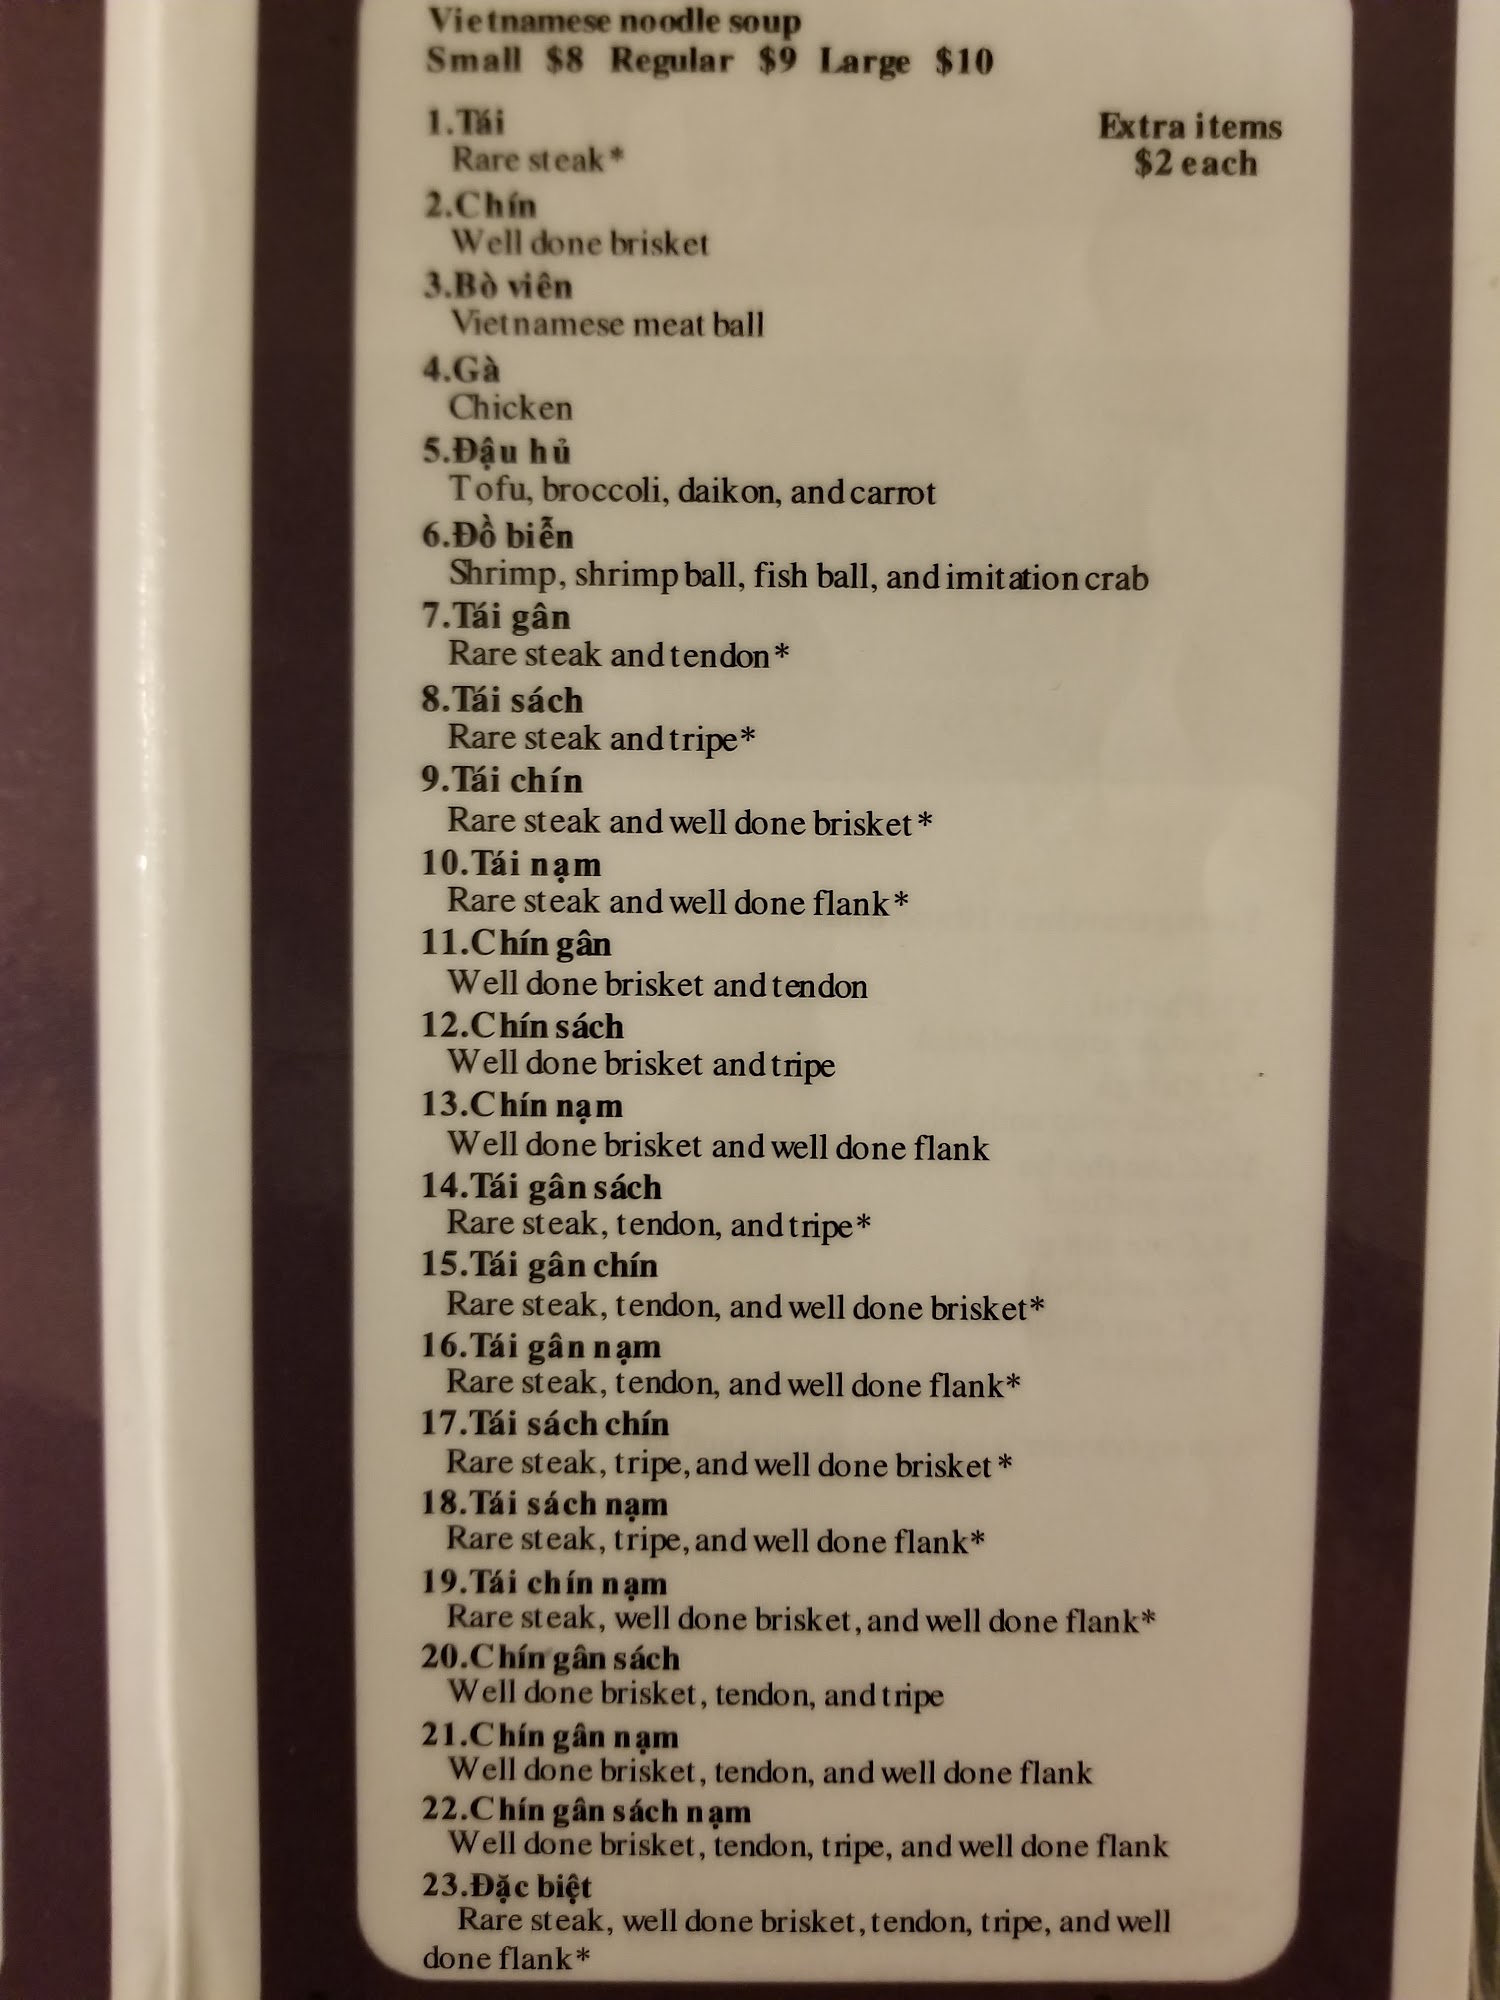 Vietnamese noodle soup
Small $8 Regular $9 Large $10
Extra items
$2 each
1.Tái
Rare steak*
2.Chín
Well done brisket
3.Bò viên
Vietnamese meat ball
4.Gà
Chicken
5.Đậu hủ
Tofu, broccoli, daikon, and carrot
6.Đồ biễn
Shrimp, shrimp ball, fish ball, and imitation crab
7.Tái gân
Rare steak and tendon*
8.Tái sách
Rare steak and tripe*
9.Tái chín
Rare steak and well done brisket*
10.Tái nạm
Rare steak and well done flank*
11.Chín gân
Well done brisket and tendon
12.Chín sách
Well done brisket and tripe
13.Chín nạm
Well done brisket and well done flank
14.Tái gân sách
Rare steak, tendon, and tripe*
15.Tái gân chín
Rare steak, tendon, and well done brisket*
16.Tái gân nạm
Rare steak, tendon, and well done flank*
17.Tái sách chín
Rare steak, tripe, and well done brisket*
18.Tái sách nạm
Rare steak, tripe, and well done flank*
19.Tái chín nạm
Rare steak, well done brisket, and well done flank*
20.Chín gân sách
Well done brisket, tendon, and tripe
21.Chín gân nạm
Well done brisket, tendon, and well done flank
22.Chín gân sách nạm
Well done brisket, tendon, tripe, and well done flank
23.Đặc biệt
Rare steak, well done brisket, tendon, tripe, and well
done flank*